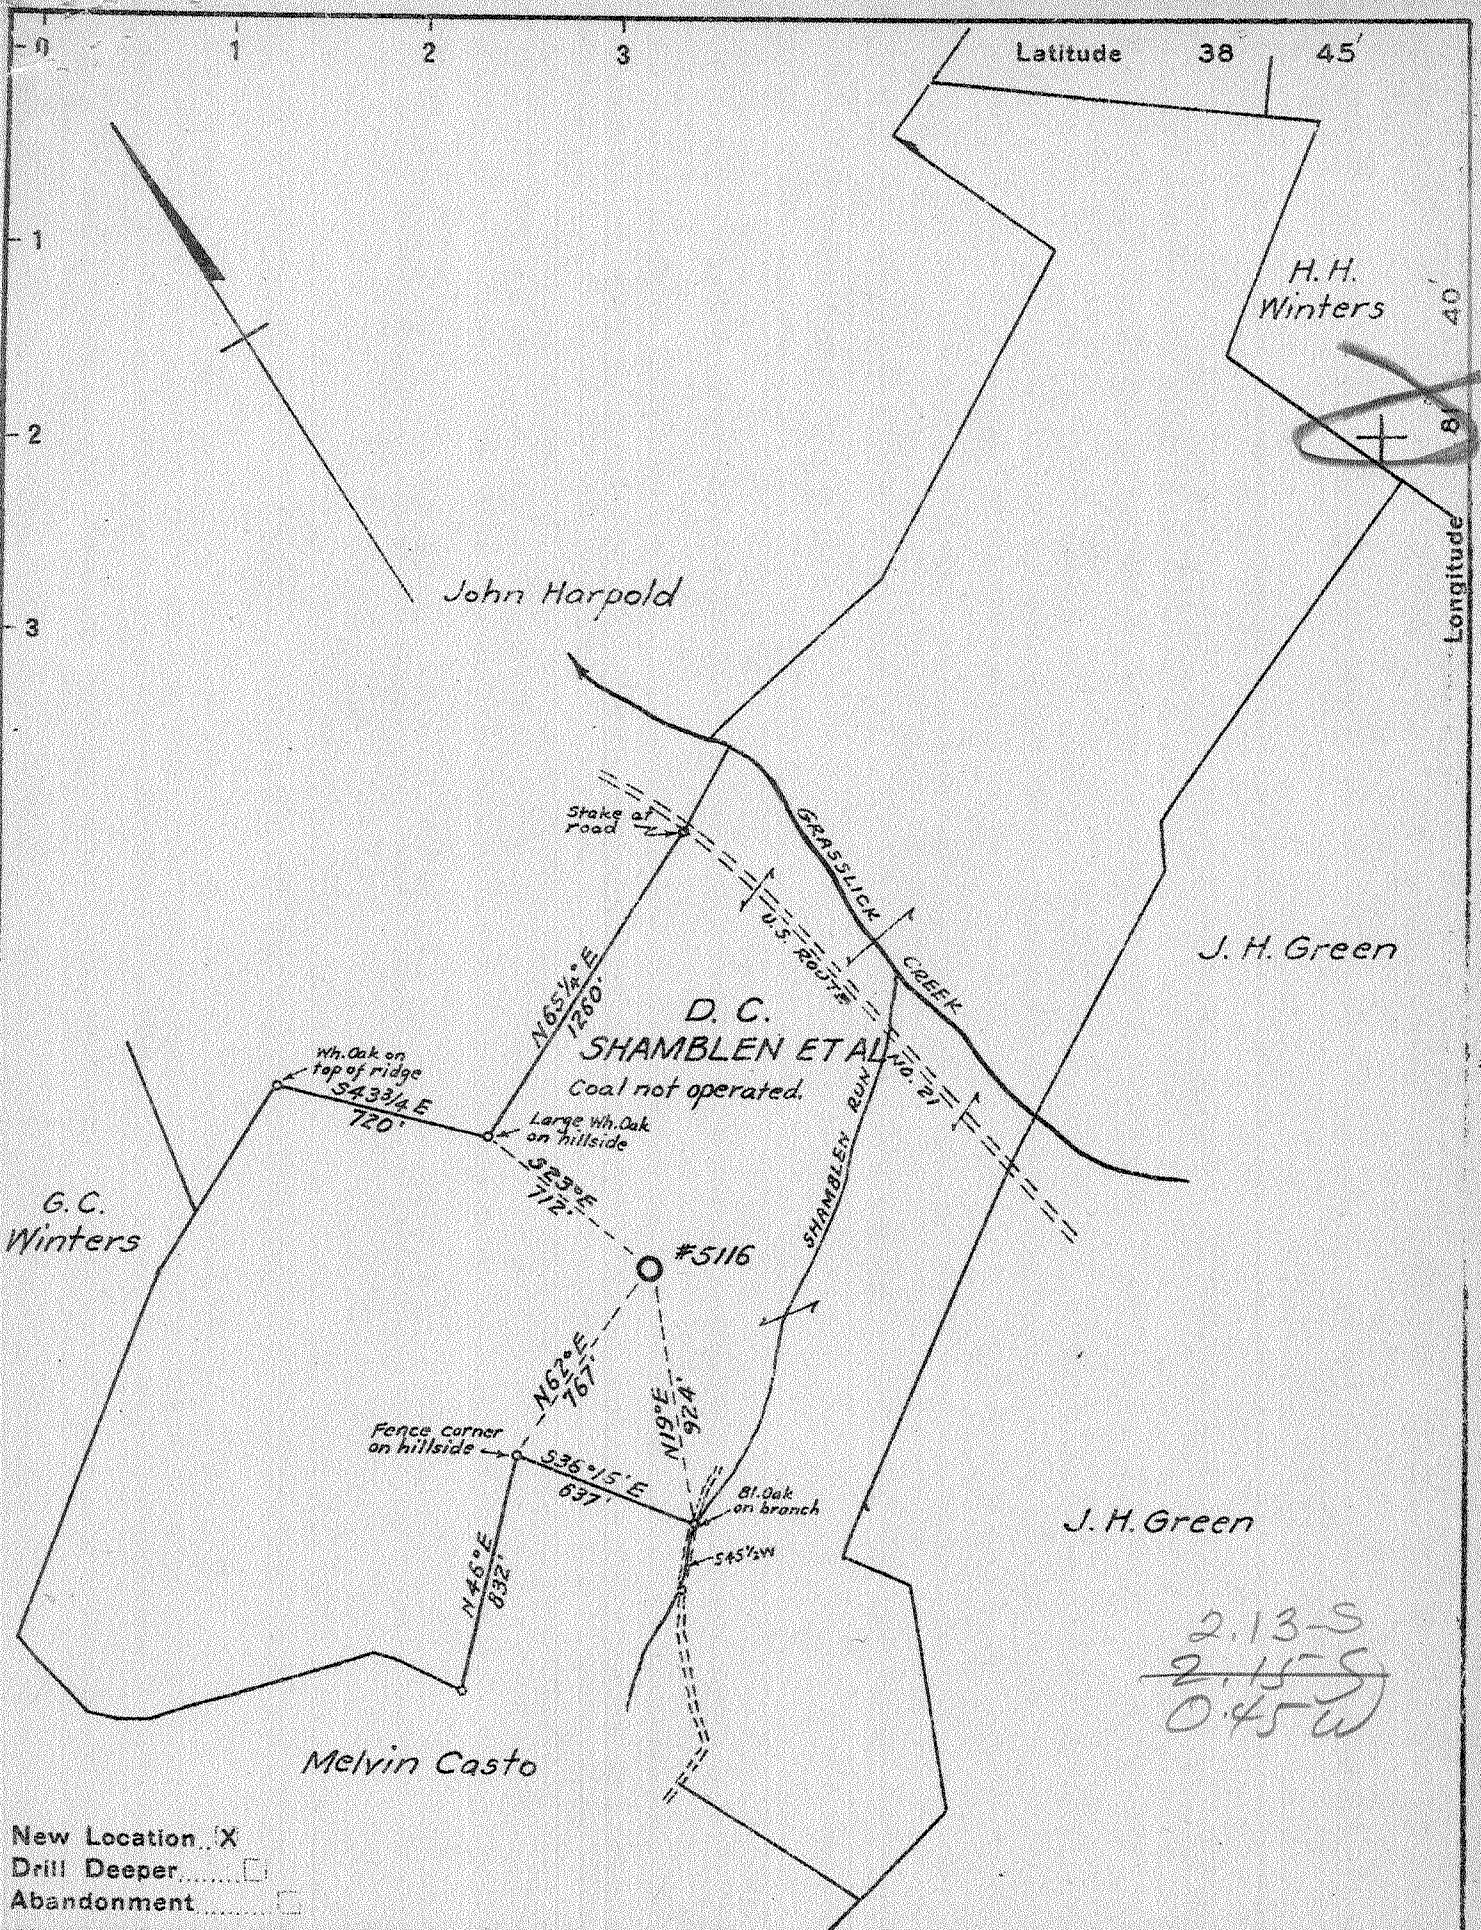 0 1 2 3 Latitude 38 45'
1
2
3
H. H.
Winters
40'
81
Longitude
John Harpold
Stake at
road
GRASSLICK CREEK
U.S. ROUTE NO. 21
N65¼°E
1260'
D. C.
SHAMBLEN ET AL
Coal not operated.
J. H. Green
Wh. Oak on
top of ridge
S43¾E
720'
Large Wh. Oak
on hillside
S23°E
712'
SHAMBLEN RUN
G. C.
Winters
#5116
N62°E
767'
N19°E
924'
Fence corner
on hillside
S36°15'E
637'
Bl. Oak
on branch
S45½W
N46°E
832'
J. H. Green
2.13 S
2.15 S
0.45 W
Melvin Casto
New Location X
Drill Deeper
Abandonment